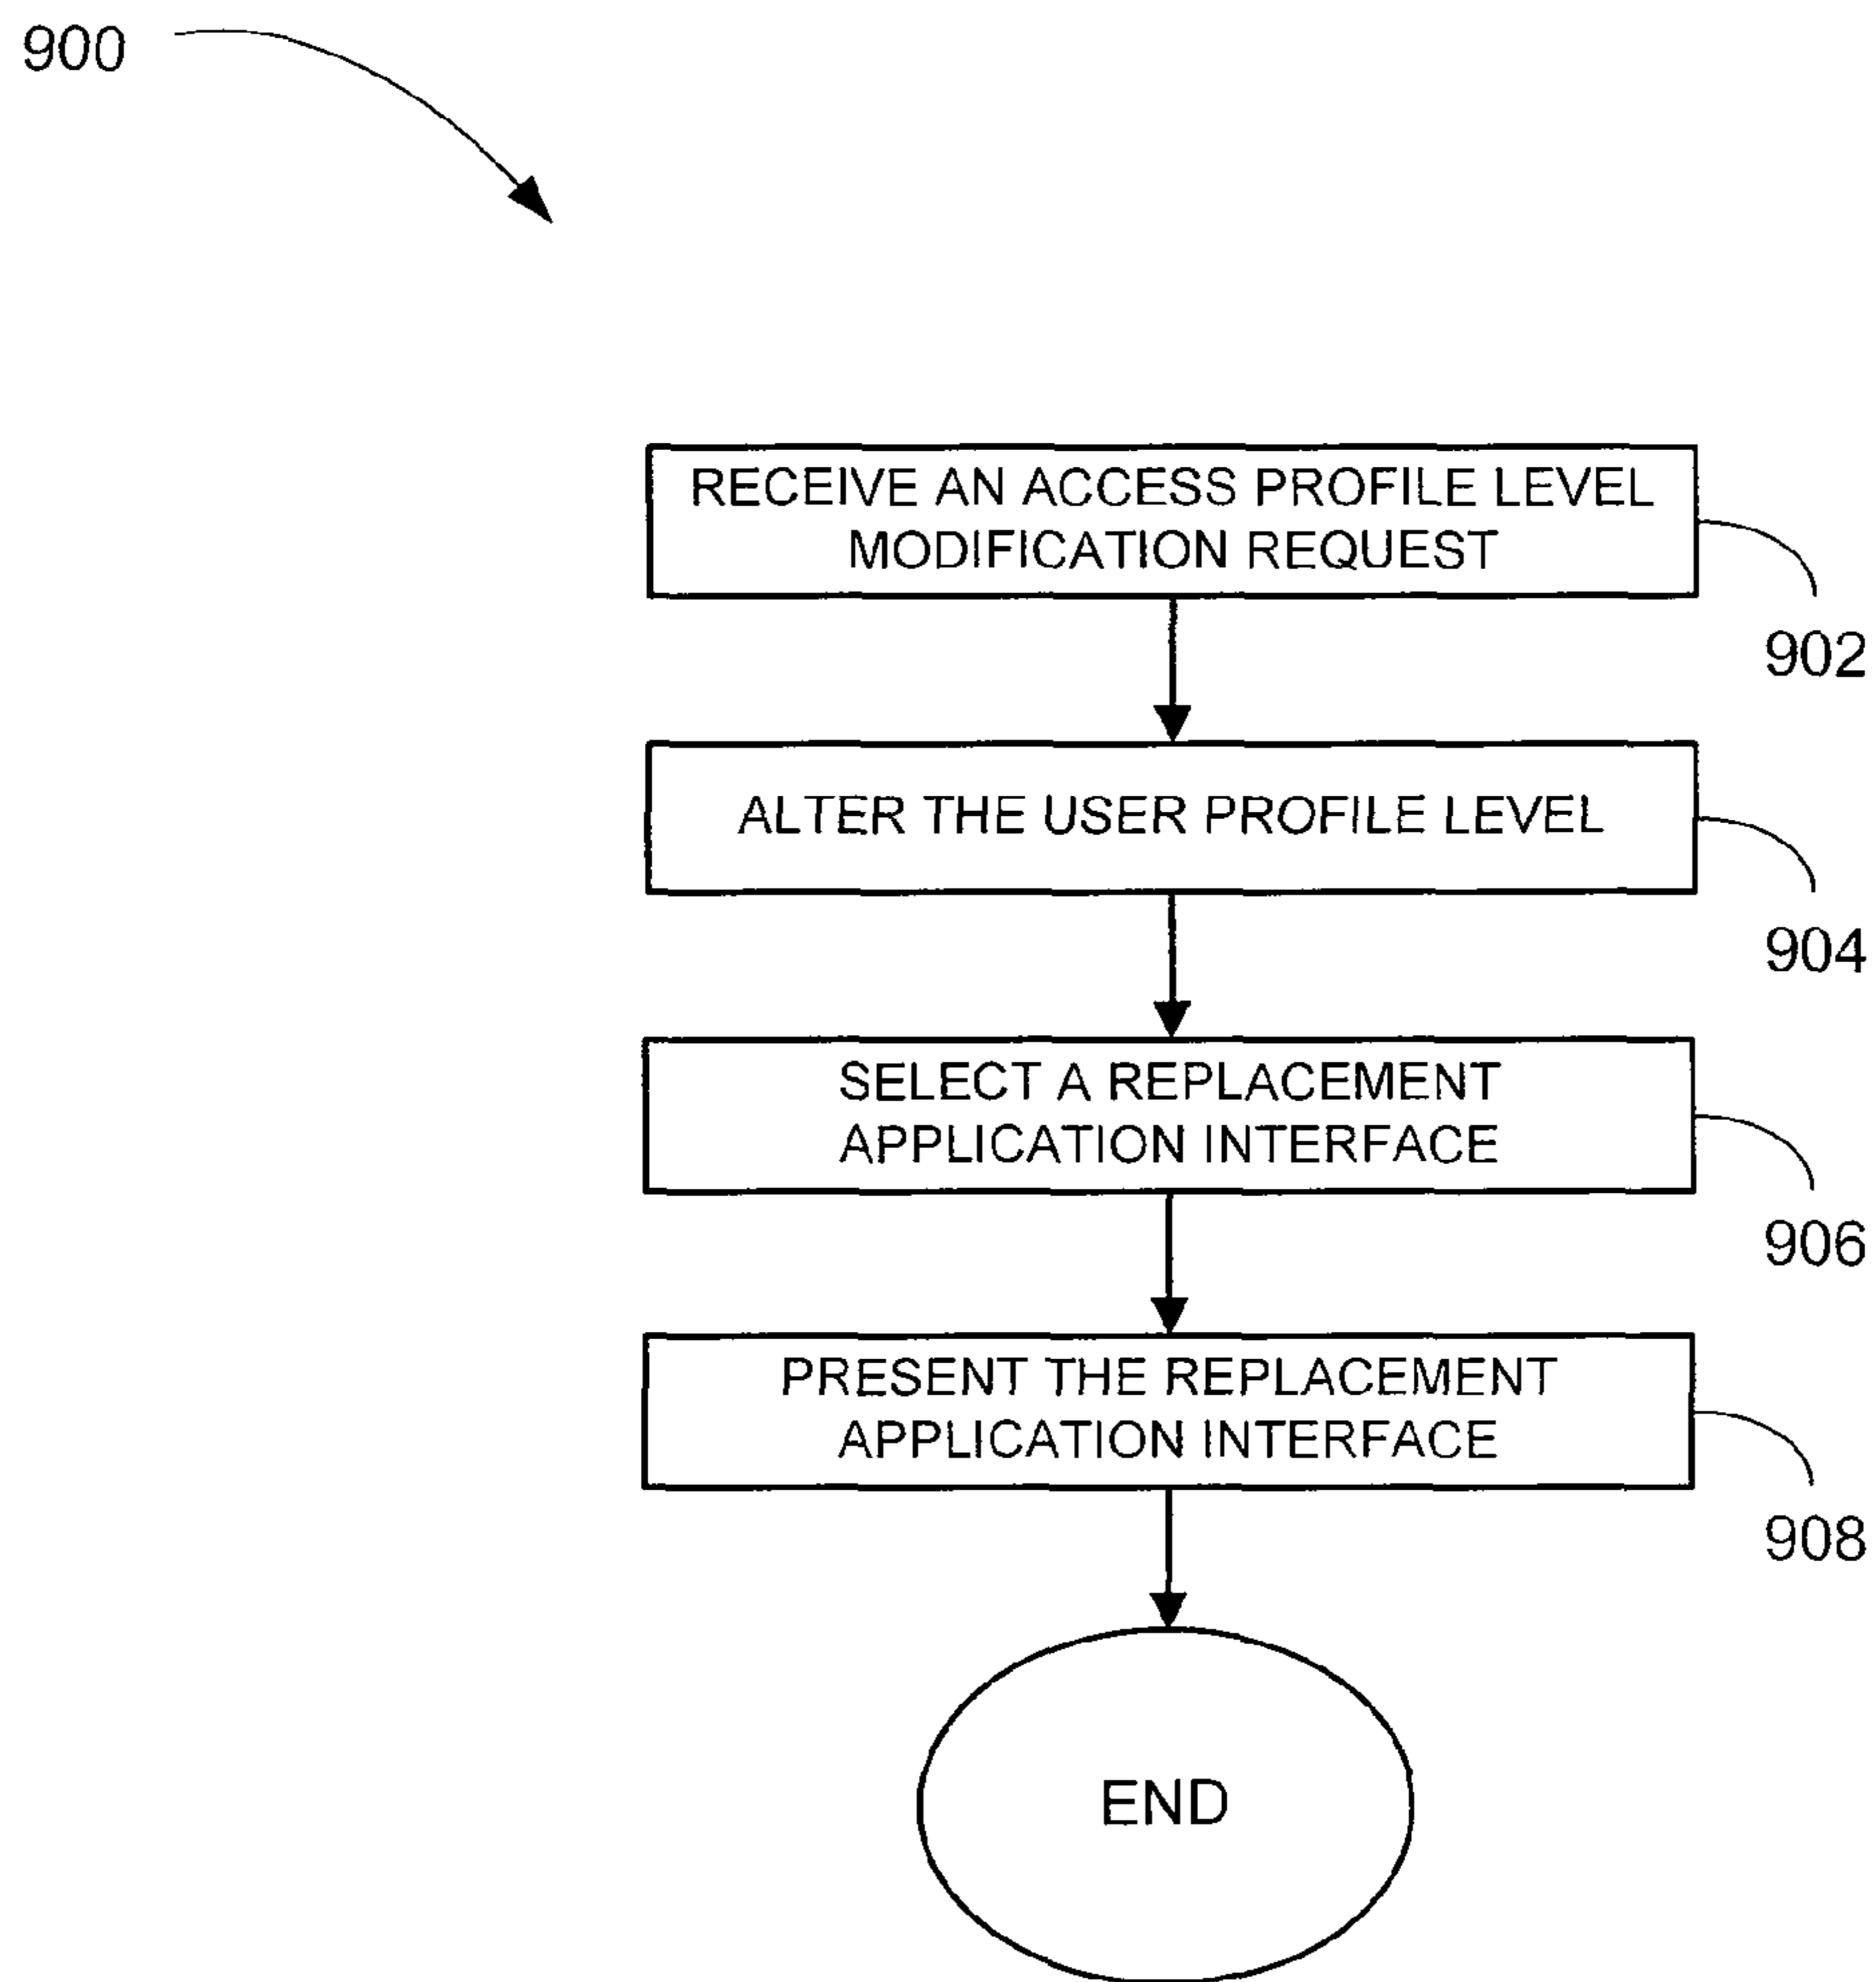 900
RECEIVE AN ACCESS PROFILE LEVEL
MODIFICATION REQUEST
902
ALTER THE USER PROFILE LEVEL
904
SELECT A REPLACEMENT
APPLICATION INTERFACE
906
PRESENT THE REPLACEMENT
APPLICATION INTERFACE
908
END